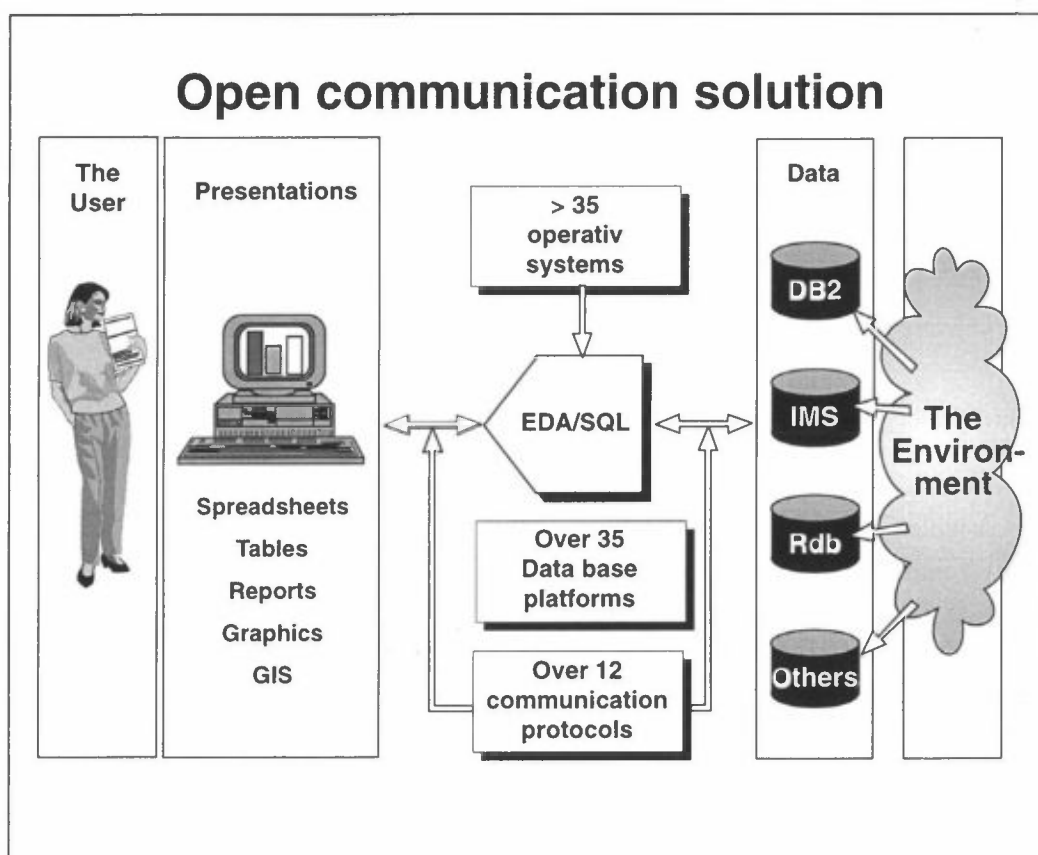 Open communication solution
The
User
Presentations
Spreadsheets
Tables
Reports
Graphics
GIS
> 35
operativ
systems
EDA/SQL
Over 35
Data base
platforms
Over 12
communication
protocols
Data
DB2
IMS
Rdb
Others
The
Environ-
ment